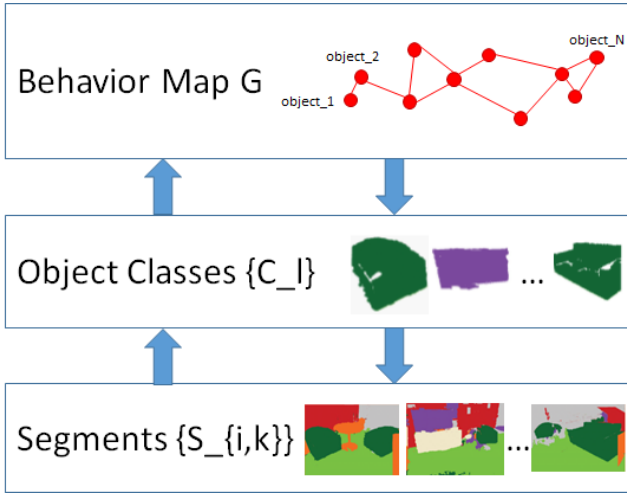 object_N
object_2
Behavior Map G
object_1
Object Classes {C_l}
...
Segments {S_{i,k}}
...